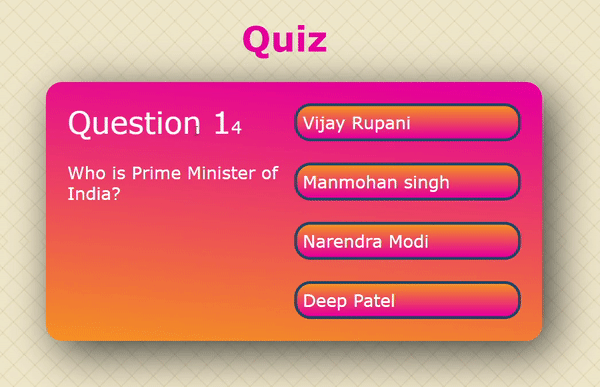 Quiz
Question 14
Who is Prime Minister of
India?
Vijay Rupani
Manmohan singh
Narendra Modi
Deep Patel